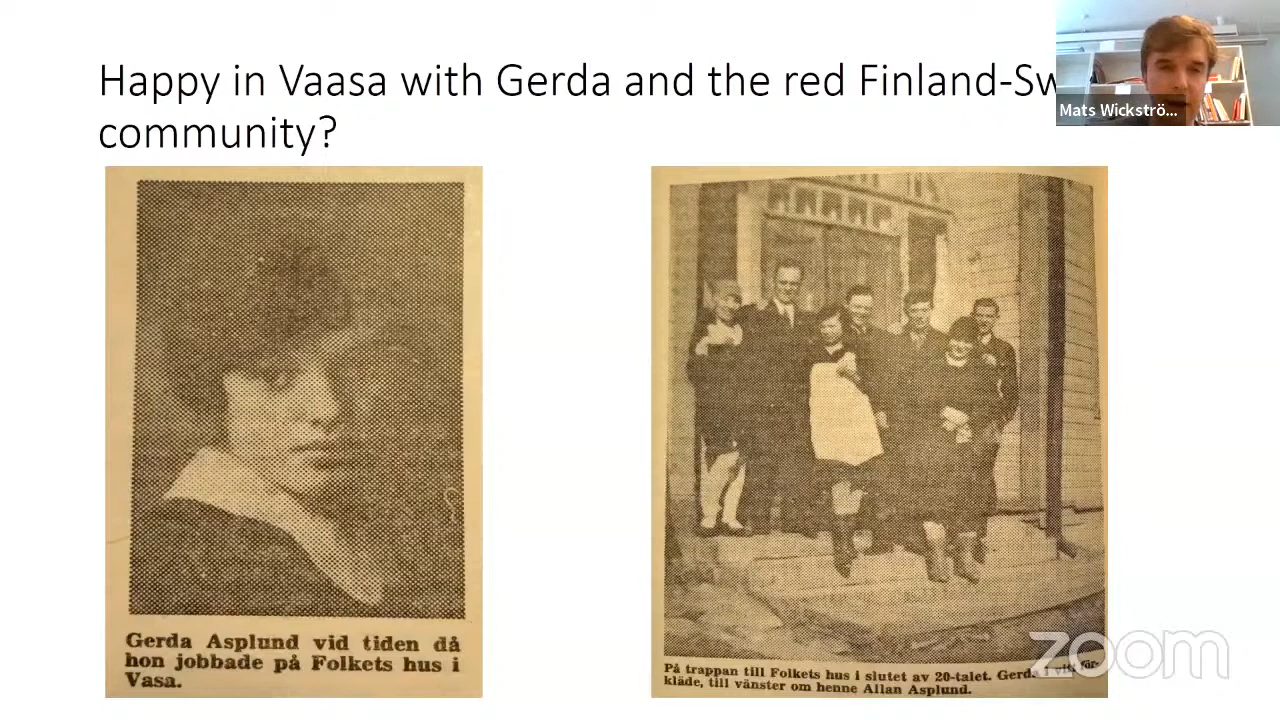 Happy in Vaasa with Gerda and the red Finland-Sw
community?
Mats Wickströ...
Gerda Asplund vid tiden då
hon jobbade på Folkets hus i
Vasa.
På trappan till Folkets hus i slutet av 20-talet. Gerda i vitt för-
kläde, till vänster om henne Allan Asplund.
zoom